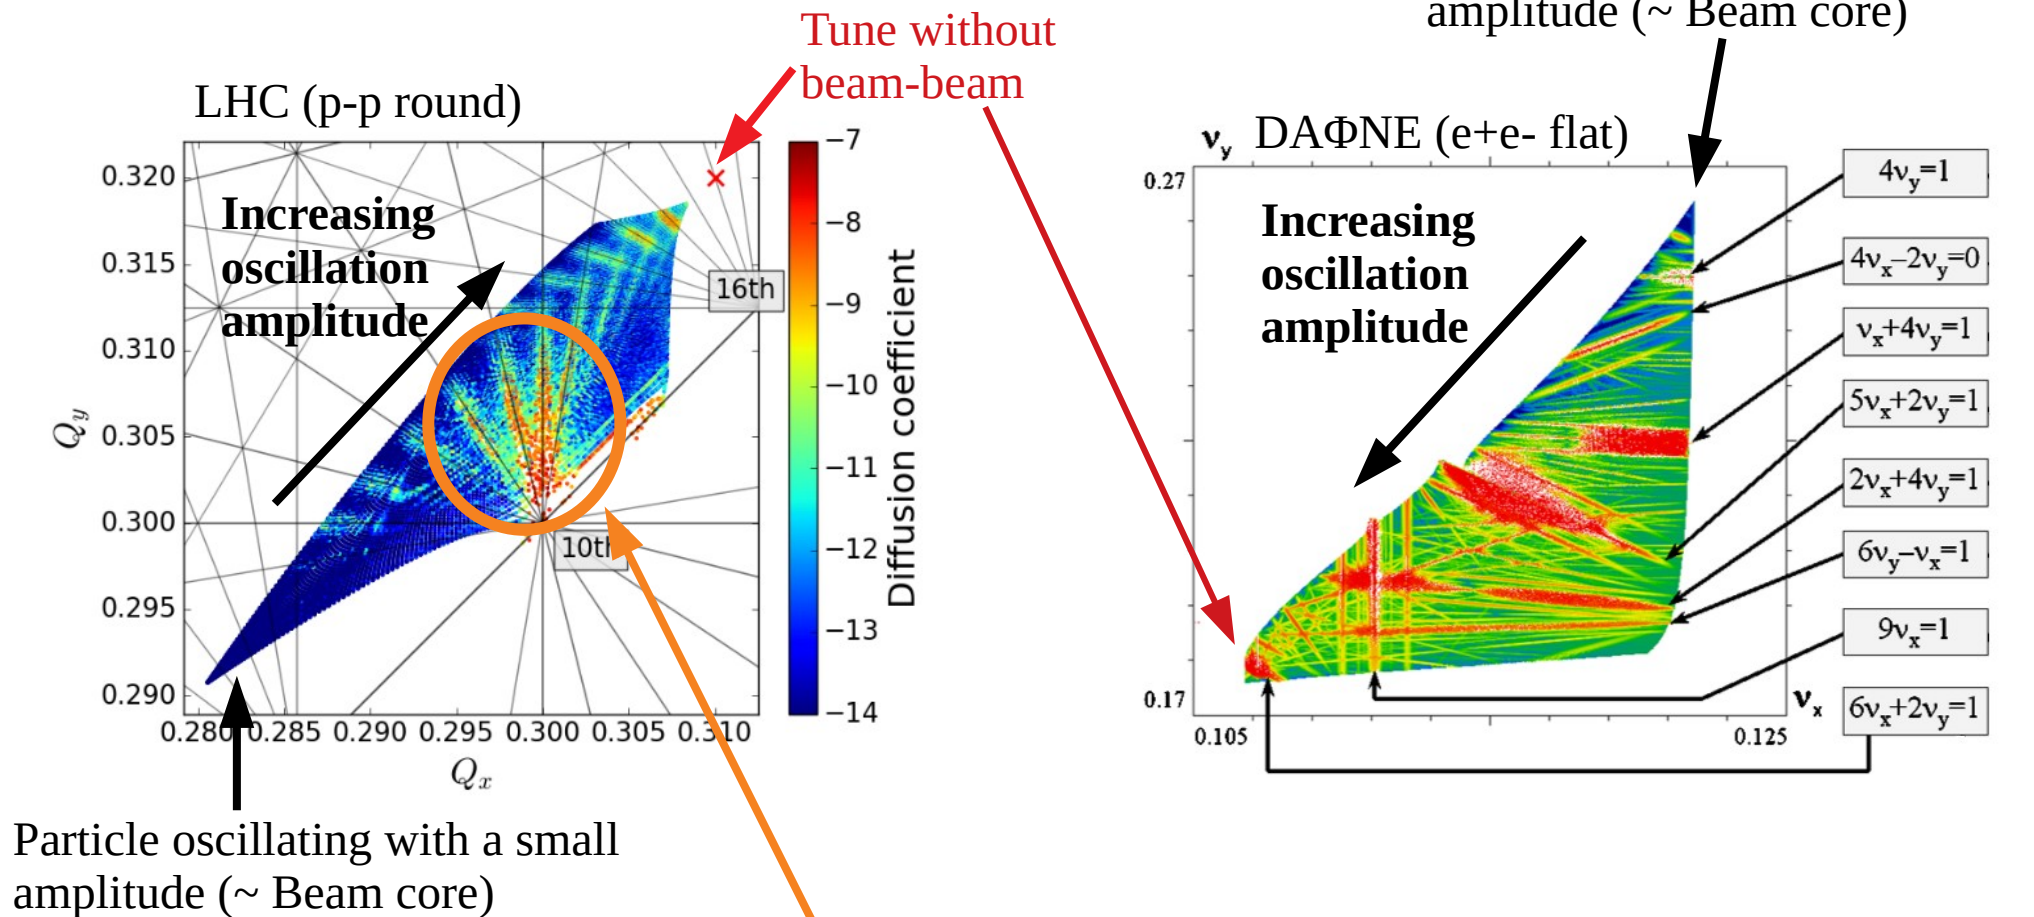 Tune without
beam-beam
amplitude (~ Beam core)
LHC (p-p round)
Increasing
oscillation
amplitude
0.320
0.315
0.310
0.305
0.300
0.295
0.290
Qy
0.280
0.285
0.290
0.295
0.300
0.305
0.310
Qx
16th
10th
−7
−8
−9
−10
−11
−12
−13
−14
Diffusion coefficient
Particle oscillating with a small
amplitude (~ Beam core)
νy DAΦNE (e+e- flat)
0.27
0.17
Increasing
oscillation
amplitude
0.105
0.125
νx
4νy=1
4νx−2νy=0
νx+4νy=1
5νx+2νy=1
2νx+4νy=1
6νy−νx=1
9νx=1
6νx+2νy=1